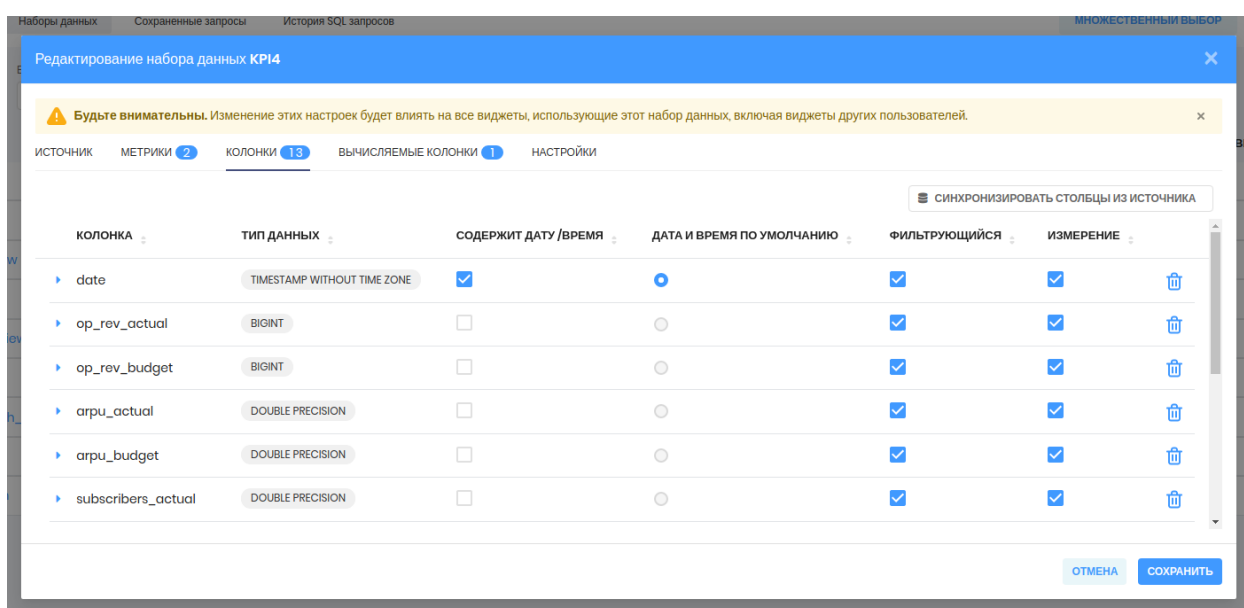 Наборы данных Сохраненные запросы История SQL запросов МНОЖЕСТВЕННЫЙ ВЫБОР
Редактирование набора данных KPI4
Будьте внимательны. Изменение этих настроек будет влиять на все виджеты, использующие этот набор данных, включая виджеты других пользователей.
ИСТОЧНИК МЕТРИКИ 2 КОЛОНКИ 13 ВЫЧИСЛЯЕМЫЕ КОЛОНКИ 1 НАСТРОЙКИ
СИНХРОНИЗИРОВАТЬ СТОЛБЦЫ ИЗ ИСТОЧНИКА
КОЛОНКА ТИП ДАННЫХ СОДЕРЖИТ ДАТУ /ВРЕМЯ ДАТА И ВРЕМЯ ПО УМОЛЧАНИЮ ФИЛЬТРУЮЩИЙСЯ ИЗМЕРЕНИЕ
date TIMESTAMP WITHOUT TIME ZONE
op_rev_actual BIGINT
op_rev_budget BIGINT
arpu_actual DOUBLE PRECISION
arpu_budget DOUBLE PRECISION
subscribers_actual DOUBLE PRECISION
ОТМЕНА СОХРАНИТЬ